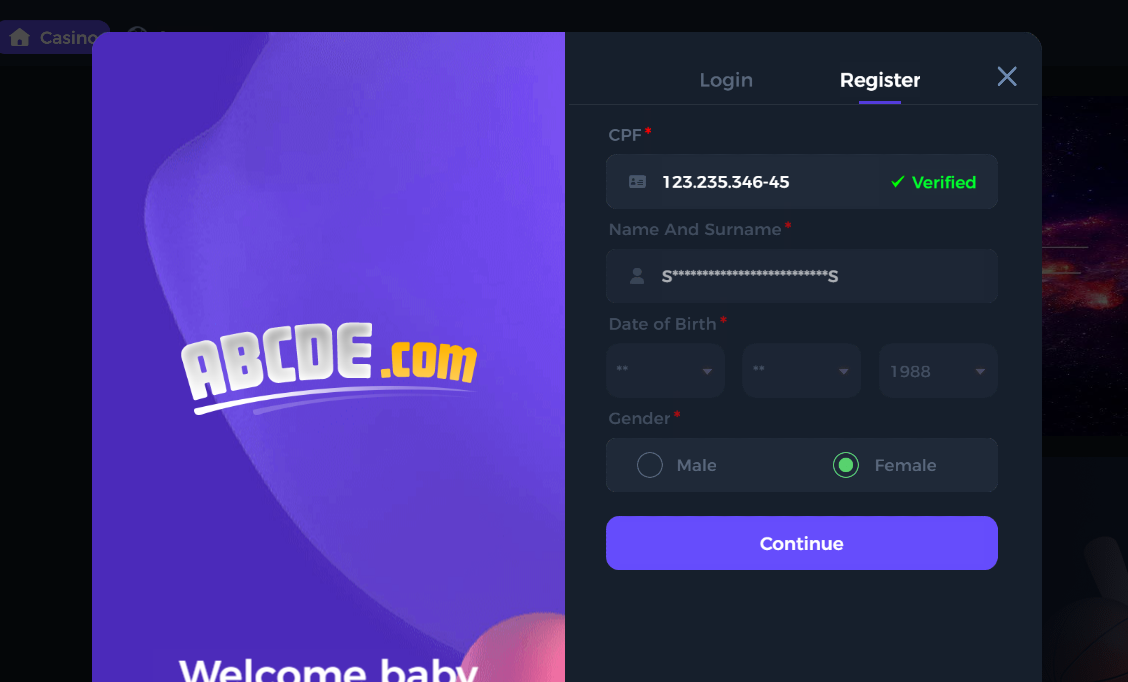 Casino
Login
Register
CPF*
123.235.346-45
✓ Verified
Name And Surname*
S**************************S
Date of Birth*
**
**
1988
Gender*
Male
Female
Continue
ABCDE.com
Welcome baby